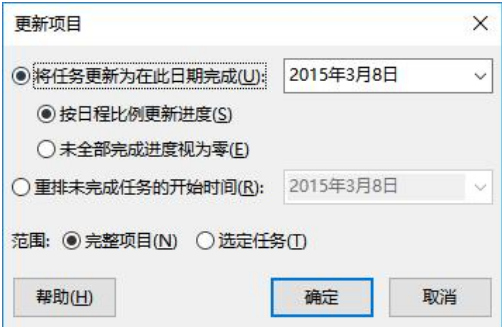 更新项目
将任务更新为在此日期完成(U): 2015年3月8日
按日程比例更新进度(S)
未全部完成进度视为零(E)
重排未完成任务的开始时间(R): 2015年3月8日
范围: 完整项目(N) 选定任务(T)
帮助(H) 确定 取消